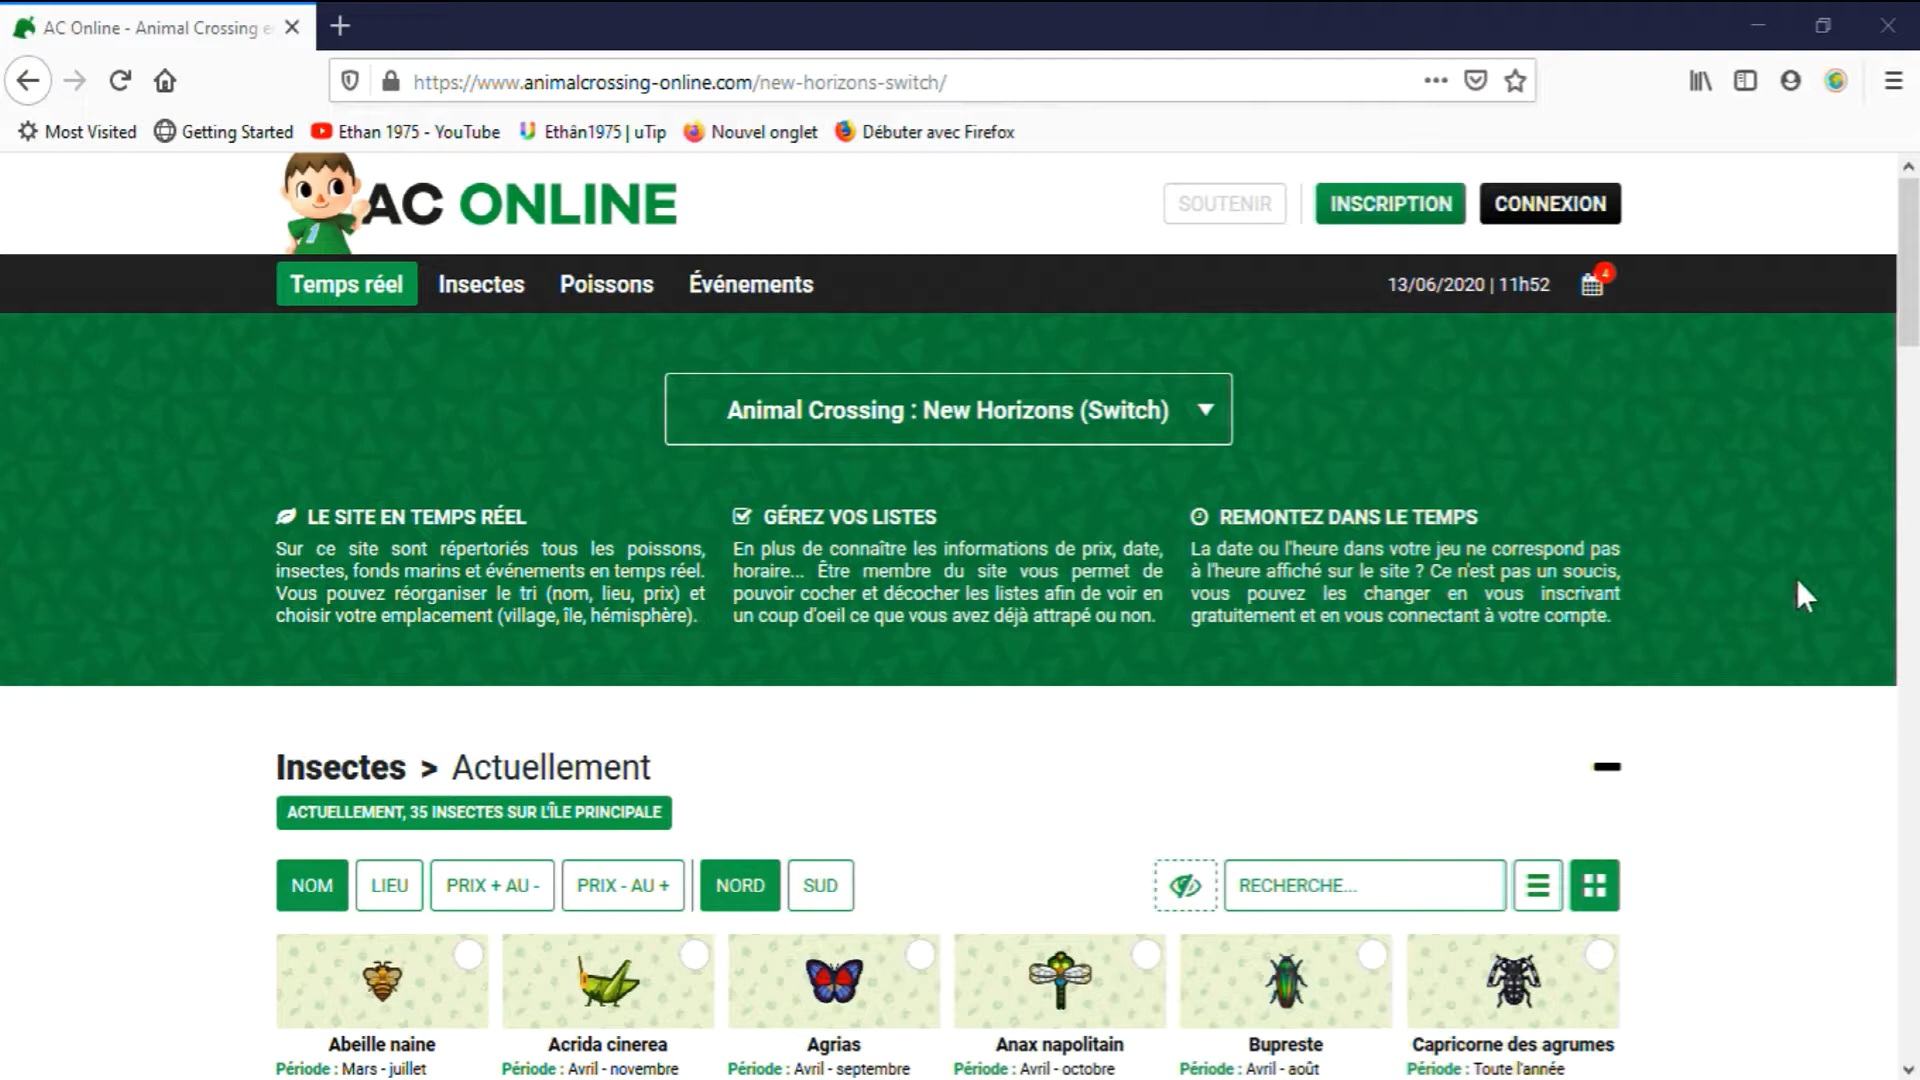 AC Online - Animal Crossing e
https://www.animalcrossing-online.com/new-horizons-switch/
Most Visited Getting Started Ethan 1975 - YouTube Ethân1975 | uTip Nouvel onglet Débuter avec Firefox
AC ONLINE
SOUTENIR INSCRIPTION CONNEXION
Temps réel Insectes Poissons Événements 13/06/2020 | 11h52 4
Animal Crossing : New Horizons (Switch)
LE SITE EN TEMPS RÉEL
Sur ce site sont répertoriés tous les poissons,
insectes, fonds marins et événements en temps réel.
Vous pouvez réorganiser le tri (nom, lieu, prix) et
choisir votre emplacement (village, île, hémisphère).
GÉREZ VOS LISTES
En plus de connaître les informations de prix, date,
horaire... Être membre du site vous permet de
pouvoir cocher et décocher les listes afin de voir en
un coup d'oeil ce que vous avez déjà attrapé ou non.
REMONTEZ DANS LE TEMPS
La date ou l'heure dans votre jeu ne correspond pas
à l'heure affiché sur le site ? Ce n'est pas un soucis,
vous pouvez les changer en vous inscrivant
gratuitement et en vous connectant à votre compte.
Insectes > Actuellement
ACTUELLEMENT, 35 INSECTES SUR L'ÎLE PRINCIPALE
NOM LIEU PRIX + AU - PRIX - AU + NORD SUD RECHERCHE...
Abeille naine Acrida cinerea Agrias Anax napolitain Bupreste Capricorne des agrumes
Période : Mars - juillet Période : Avril - novembre Période : Avril - septembre Période : Avril - octobre Période : Avril - août Période : Toute l'année